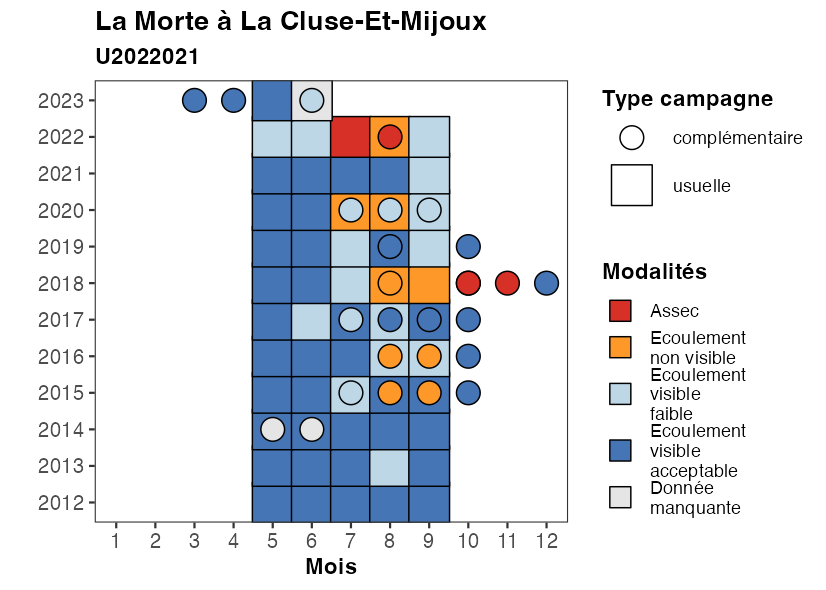 La Morte à La Cluse-Et-Mijoux
U2022021
2023
2022
2021
2020
2019
2018
2017
2016
2015
2014
2013
2012
1 2 3 4 5 6 7 8 9 10 11 12
Mois
Type campagne
complémentaire
usuelle
Modalités
Assec
Ecoulement
non visible
Ecoulement
visible
faible
Ecoulement
visible
acceptable
Donnée
manquante